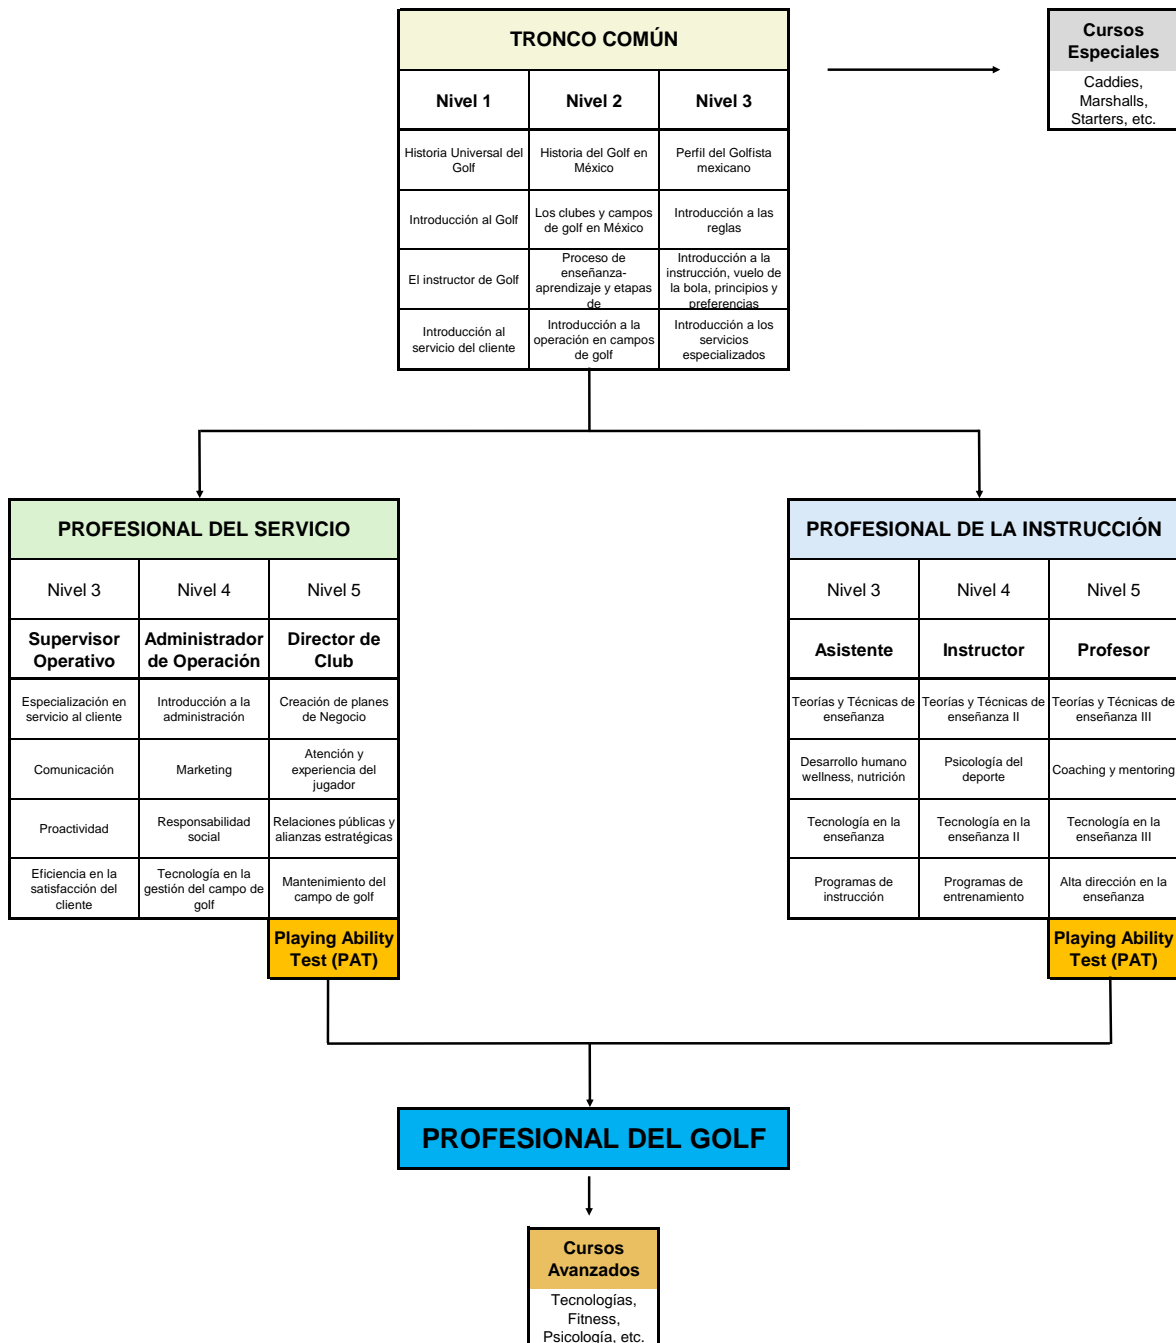 TRONCO COMÚN
Cursos
Especiales
Caddies,
Marshalls,
Starters, etc.
Nivel 1
Nivel 2
Nivel 3
Historia Universal del
Golf
Historia del Golf en
México
Perfil del Golfista
mexicano
Introducción al Golf
Los clubes y campos
de golf en México
Introducción a las
reglas
El instructor de Golf
Proceso de
enseñanza-
aprendizaje y etapas
de
Introducción a la
instrucción, vuelo de
la bola, principios y
preferencias
Introducción al
servicio del cliente
Introducción a la
operación en campos
de golf
Introducción a los
servicios
especializados
PROFESIONAL DEL SERVICIO
Nivel 3
Nivel 4
Nivel 5
Supervisor
Operativo
Administrador
de Operación
Director de
Club
Especialización en
servicio al cliente
Introducción a la
administración
Creación de planes
de Negocio
Comunicación
Marketing
Atención y
experiencia del
jugador
Proactividad
Responsabilidad
social
Relaciones públicas y
alianzas estratégicas
Eficiencia en la
satisfacción del
cliente
Tecnología en la
gestión del campo de
golf
Mantenimiento del
campo de golf
Playing Ability
Test (PAT)
PROFESIONAL DE LA INSTRUCCIÓN
Nivel 3
Nivel 4
Nivel 5
Asistente
Instructor
Profesor
Teorías y Técnicas de
enseñanza
Teorías y Técnicas de
enseñanza II
Teorías y Técnicas de
enseñanza III
Desarrollo humano
wellness, nutrición
Psicología del
deporte
Coaching y mentoring
Tecnología en la
enseñanza
Tecnología en la
enseñanza II
Tecnología en la
enseñanza III
Programas de
instrucción
Programas de
entrenamiento
Alta dirección en la
enseñanza
Playing Ability
Test (PAT)
PROFESIONAL DEL GOLF
Cursos
Avanzados
Tecnologías,
Fitness,
Psicología, etc.